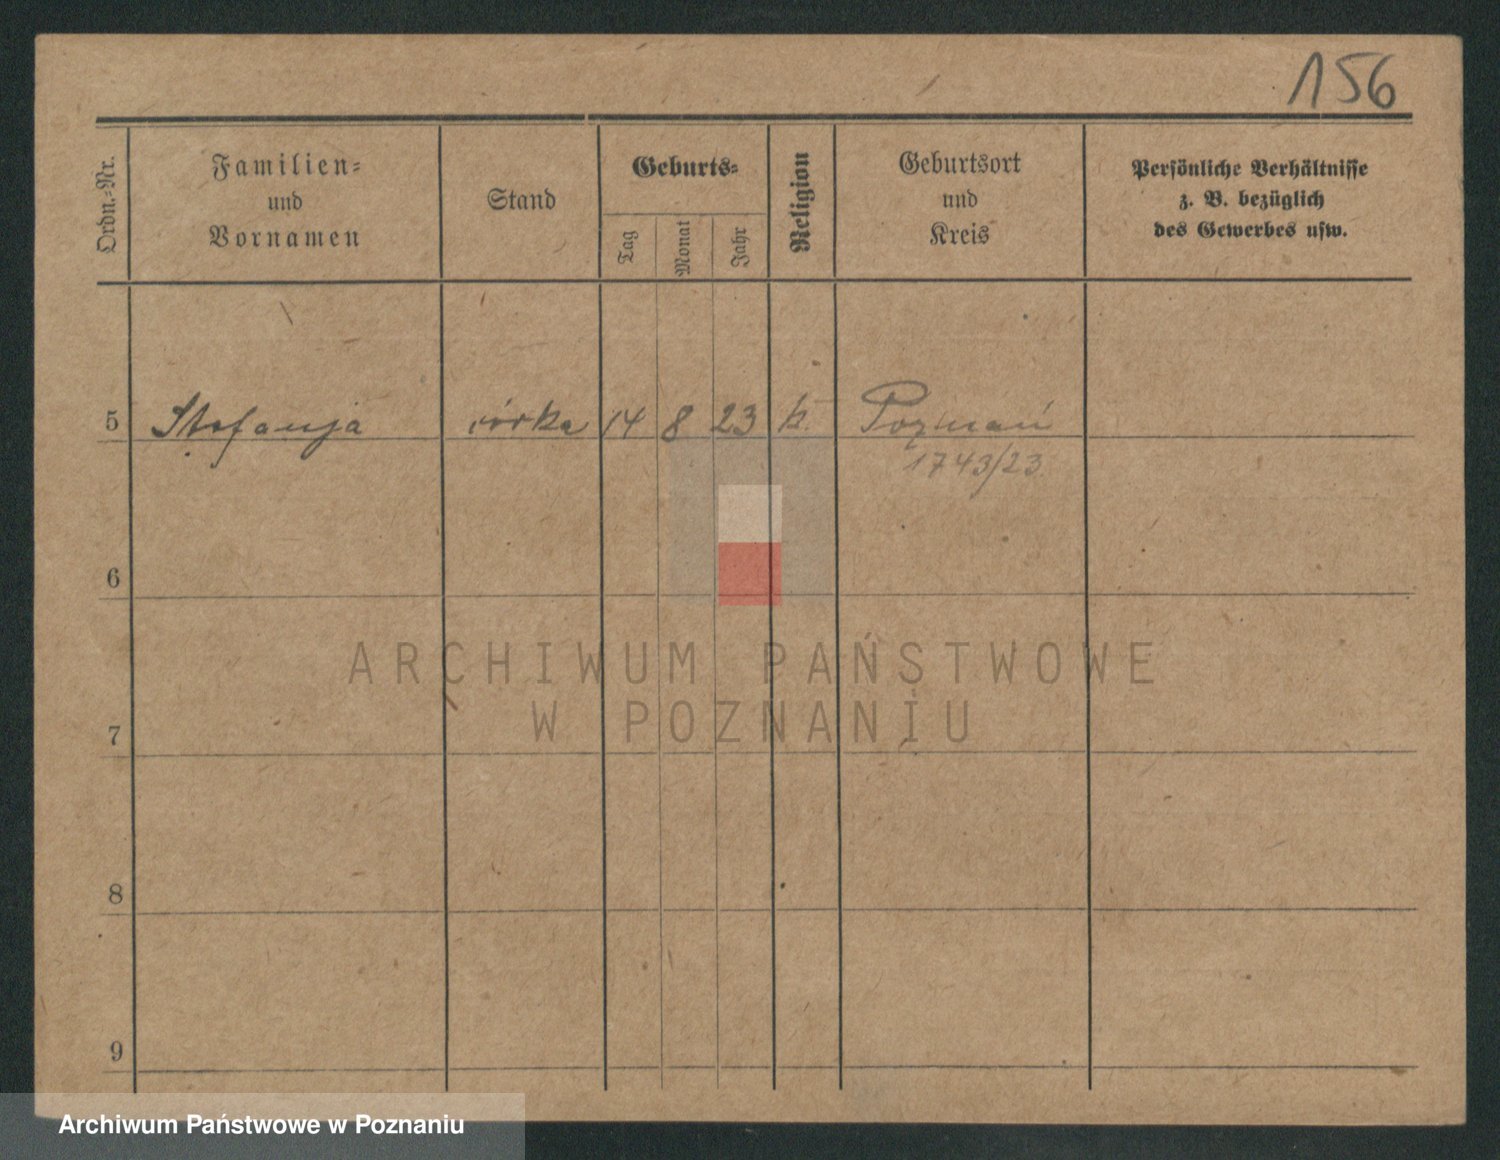 156
Ordn.-Nr.
Familien-
und
Vornamen
Stand
Geburts-
Tag
Monat
Jahr
Religion
Geburtsort
und
Kreis
Persönliche Verhältnisse
z. B. bezüglich
des Gewerbes usw.
5 Stefanja córka 14 8 23 k. Poznań
1743/23.
6
ARCHIWUM PAŃSTWOWE
W POZNANIU
7
8
9
Archiwum Państwowe w Poznaniu